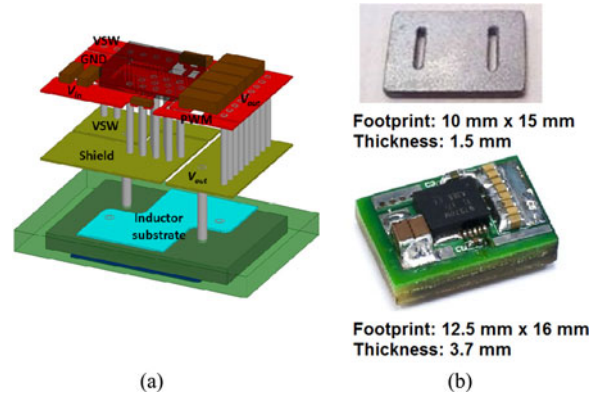 VSW
GND
Vin
Vout
PWM
VSW
Shield
Vout
Inductor
substrate
Footprint: 10 mm x 15 mm
Thickness: 1.5 mm
Footprint: 12.5 mm x 16 mm
Thickness: 3.7 mm
(a)
(b)